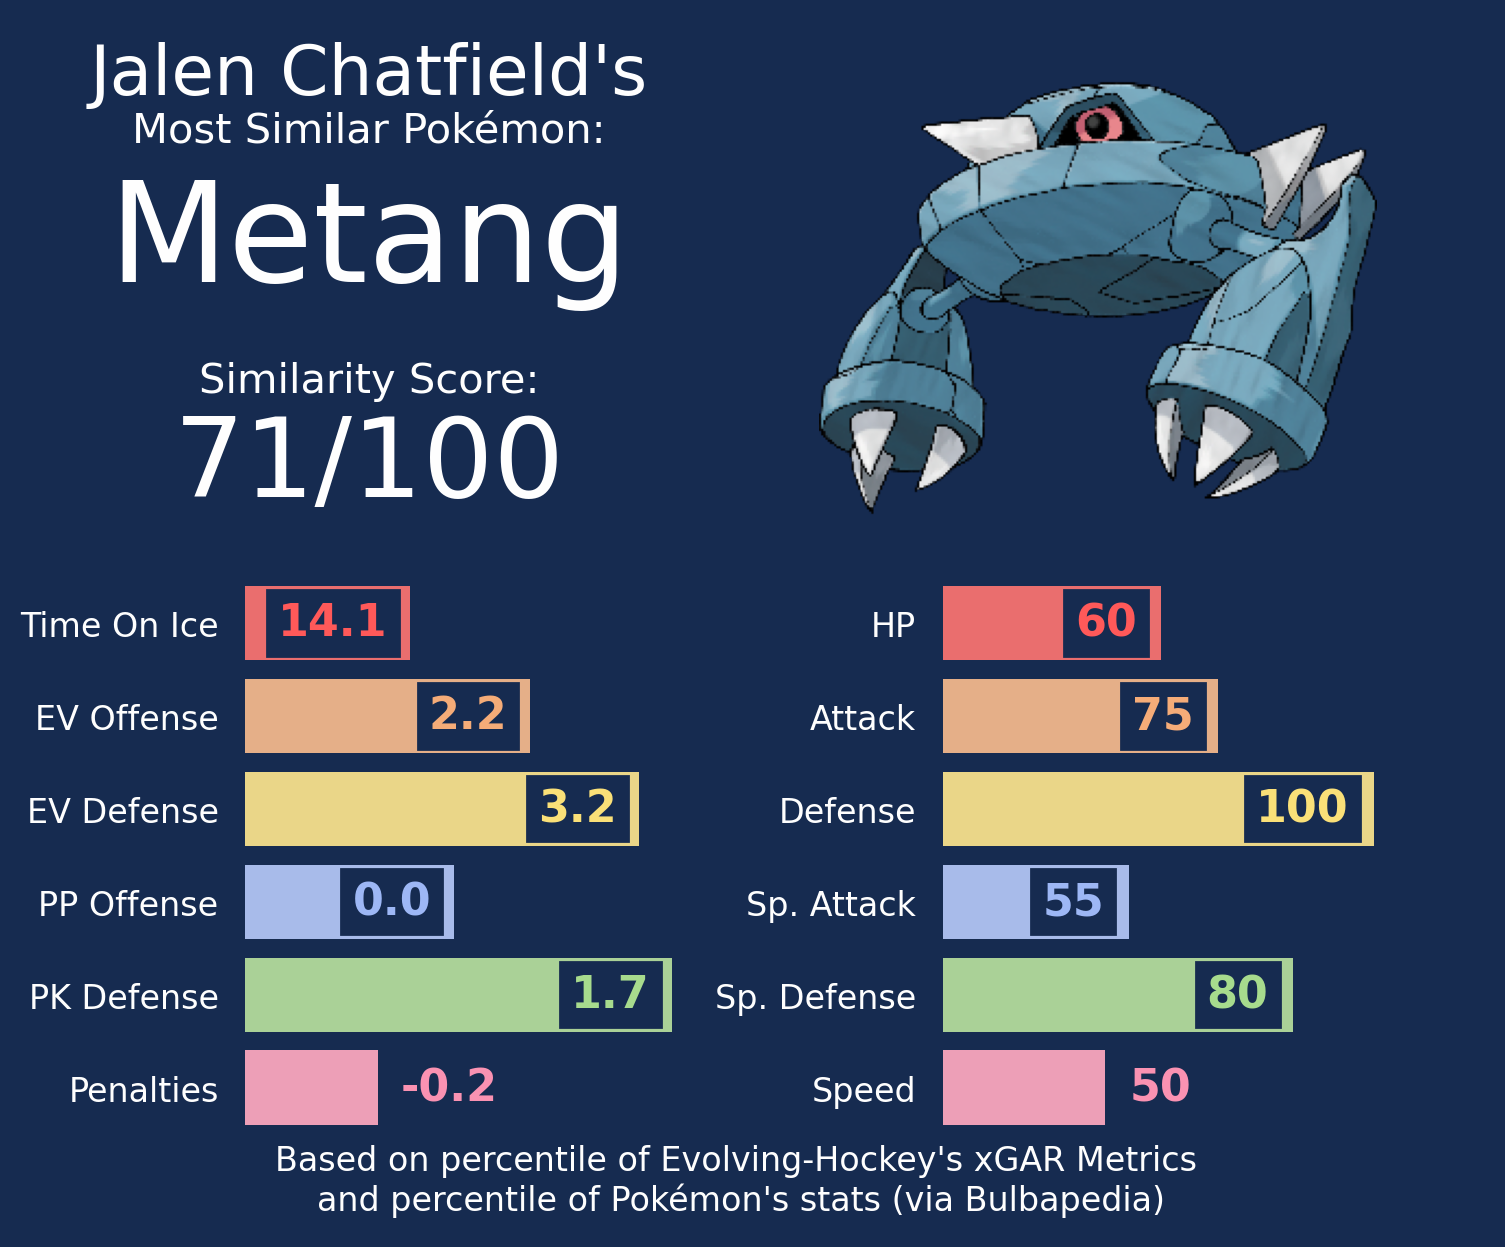 Jalen Chatfield's
Most Similar Pokémon:
Metang
Similarity Score:
71/100
Time On Ice 14.1
EV Offense 2.2
EV Defense 3.2
PP Offense 0.0
PK Defense 1.7
Penalties -0.2
HP 60
Attack 75
Defense 100
Sp. Attack 55
Sp. Defense 80
Speed 50
Based on percentile of Evolving-Hockey's xGAR Metrics
and percentile of Pokémon's stats (via Bulbapedia)